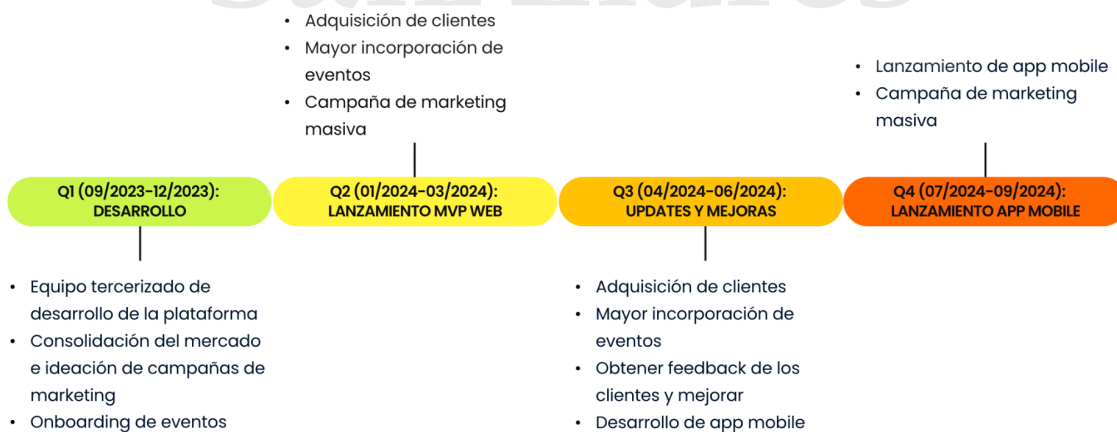 • Adquisición de clientes
• Mayor incorporación de
eventos
• Campaña de marketing
masiva
• Lanzamiento de app mobile
• Campaña de marketing
masiva
Q1 (09/2023-12/2023):
DESARROLLO
Q2 (01/2024-03/2024):
LANZAMIENTO MVP WEB
Q3 (04/2024-06/2024):
UPDATES Y MEJORAS
Q4 (07/2024-09/2024):
LANZAMIENTO APP MOBILE
• Equipo tercerizado de
desarrollo de la plataforma
• Consolidación del mercado
e ideación de campañas de
marketing
• Onboarding de eventos
• Adquisición de clientes
• Mayor incorporación de
eventos
• Obtener feedback de los
clientes y mejorar
• Desarrollo de app mobile